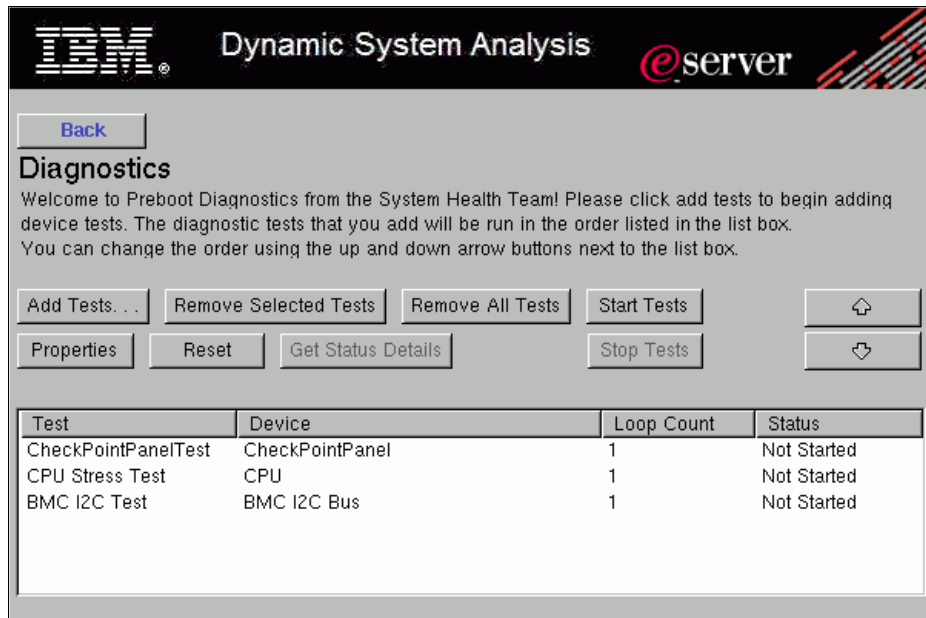 IBM® Dynamic System Analysis eserver
Back
Diagnostics
Welcome to Preboot Diagnostics from the System Health Team! Please click add tests to begin adding
device tests. The diagnostic tests that you add will be run in the order listed in the list box.
You can change the order using the up and down arrow buttons next to the list box.
Add Tests. . . Remove Selected Tests Remove All Tests Start Tests
Properties Reset Get Status Details Stop Tests
Test Device Loop Count Status
CheckPointPanelTest CheckPointPanel 1 Not Started
CPU Stress Test CPU 1 Not Started
BMC I2C Test BMC I2C Bus 1 Not Started